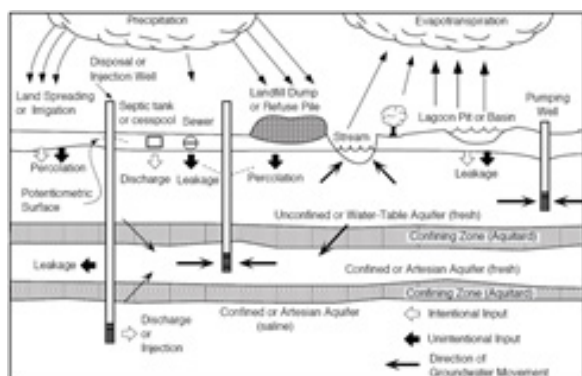 Precipitation
Evapotranspiration
Disposal or
Injection Well
Land Spreading
or Irrigation
Septic tank
or cesspool
Sewer
Landfill Dump
or Refuse Pile
Stream
Lagoon Pit or Basin
Pumping
Well
Percolation
Discharge
Leakage
Percolation
Leakage
Potentiometric
Surface
Unconfined or Water-Table Aquifer (fresh)
Confining Zone (Aquitard)
Leakage
Confined or Artesian Aquifer (fresh)
Confining Zone (Aquitard)
Confined or Artesian Aquifer
(saline)
Discharge
or
Injection
Intentional Input
Unintentional Input
Direction of
Groundwater Movement